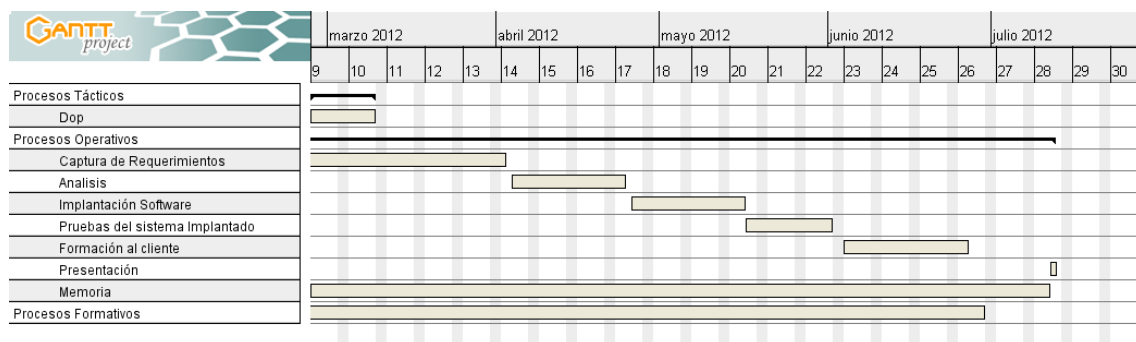 GANTT
project
marzo 2012 abril 2012 mayo 2012 junio 2012 julio 2012
9 10 11 12 13 14 15 16 17 18 19 20 21 22 23 24 25 26 27 28 29 30
Procesos Tácticos
Dop
Procesos Operativos
Captura de Requerimientos
Analisis
Implantación Software
Pruebas del sistema Implantado
Formación al cliente
Presentación
Memoria
Procesos Formativos